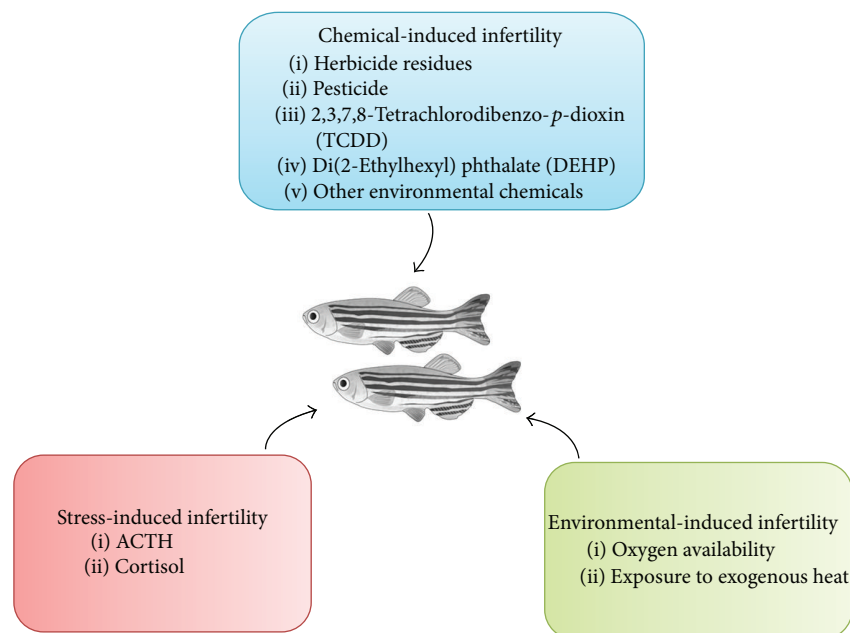 Chemical-induced infertility
(i) Herbicide residues
(ii) Pesticide
(iii) 2,3,7,8-Tetrachlorodibenzo-p-dioxin
(TCDD)
(iv) Di(2-Ethylhexyl) phthalate (DEHP)
(v) Other environmental chemicals
Stress-induced infertility
(i) ACTH
(ii) Cortisol
Environmental-induced infertility
(i) Oxygen availability
(ii) Exposure to exogenous heat